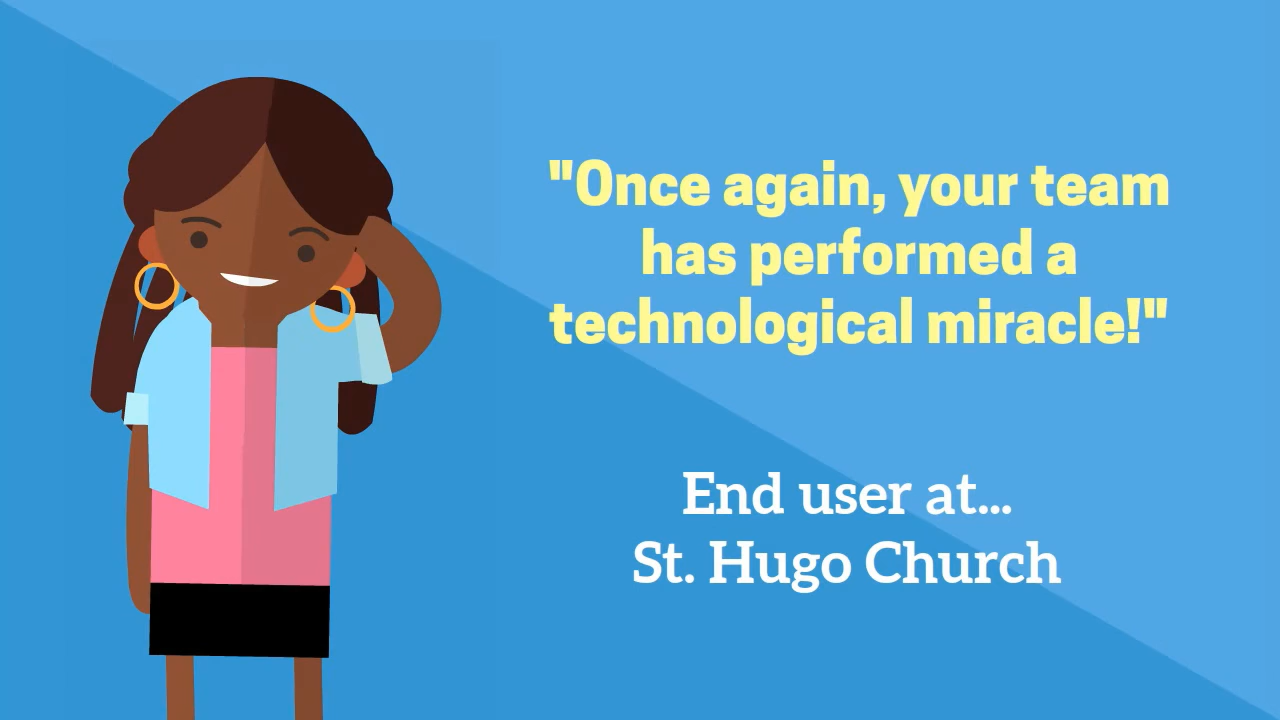 "Once again, your team
has performed a
technological miracle!"
End user at...
St. Hugo Church